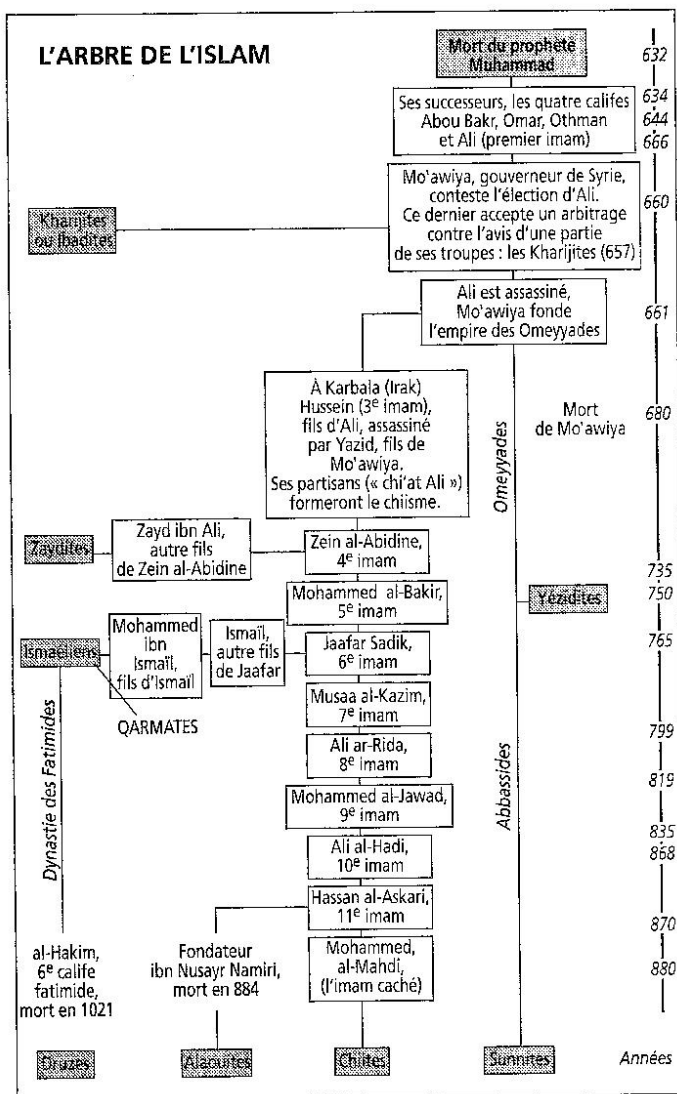 L'ARBRE DE L'ISLAM
Mort du prophète
Muhammad
632
Ses successeurs, les quatre califes
Abou Bakr, Omar, Othman
et Ali (premier imam)
634
644
666
Mo'awiya, gouverneur de Syrie,
conteste l'élection d'Ali.
Ce dernier accepte un arbitrage
contre l'avis d'une partie
de ses troupes : les Kharijites (657)
660
Kharijites
ou Ibadites
Ali est assassiné,
Mo'awiya fonde
l'empire des Omeyyades
661
À Karbala (Irak)
Hussein (3e imam),
fils d'Ali, assassiné
par Yazid, fils de
Mo'awiya.
Ses partisans (« chi'at Ali »)
formeront le chiisme.
Omeyyades
Mort
de Mo'awiya
680
Zaydites
Zayd ibn Ali,
autre fils
de Zein al-Abidine
Zein al-Abidine,
4e imam
735
Mohammed al-Bakir,
5e imam
Yézidites
750
Ismaéliens
Mohammed
ibn
Ismaïl,
fils d'Ismaïl
Ismaïl,
autre fils
de Jaafar
Jaafar Sadik,
6e imam
765
QARMATES
Musaa al-Kazim,
7e imam
799
Ali ar-Rida,
8e imam
819
Dynastie des Fatimides
Abbassides
Mohammed al-Jawad,
9e imam
835
Ali al-Hadi,
10e imam
868
Hassan al-Askari,
11e imam
870
al-Hakim,
6e calife
fatimide,
mort en 1021
Fondateur
ibn Nusayr Namiri,
mort en 884
Mohammed,
al-Mahdi,
(l'imam caché)
880
Druzes
Alaouites
Chiites
Sunnites
Années